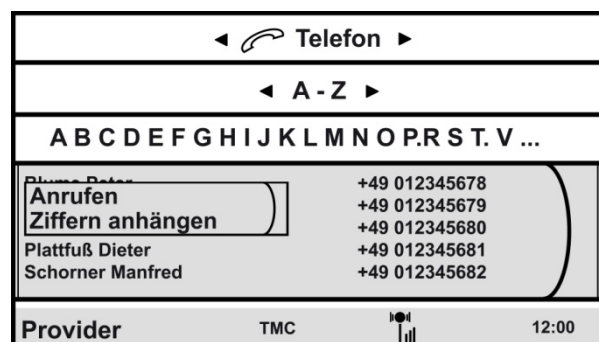 ◄ Telefon ►
◄ A - Z ►
A B C D E F G H I J K L M N O P.R S T. V ...
+49 012345678
Anrufen
+49 012345679
Ziffern anhängen
+49 012345680
Plattfuß Dieter +49 012345681
Schorner Manfred +49 012345682
Provider TMC 12:00